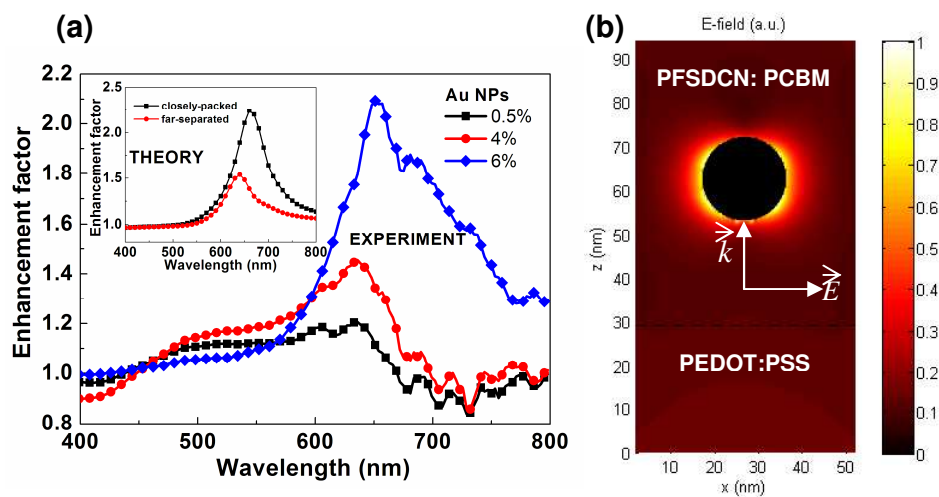 (a)
Enhancement factor
2.2
2.0
1.8
1.6
1.4
1.2
1.0
0.8
400
500
600
700
800
Wavelength (nm)
Au NPs
0.5%
4%
6%
EXPERIMENT
Enhancement factor
2.5
2.0
1.5
1.0
closely-packed
far-separated
THEORY
400 500 600 700 800
Wavelength (nm)
(b)
E-field (a.u.)
z (nm)
90
80
70
60
50
40
30
20
10
0
PFSDCN: PCBM
k
E
PEDOT:PSS
10 20 30 40 50
x (nm)
1
0.9
0.8
0.7
0.6
0.5
0.4
0.3
0.2
0.1
0